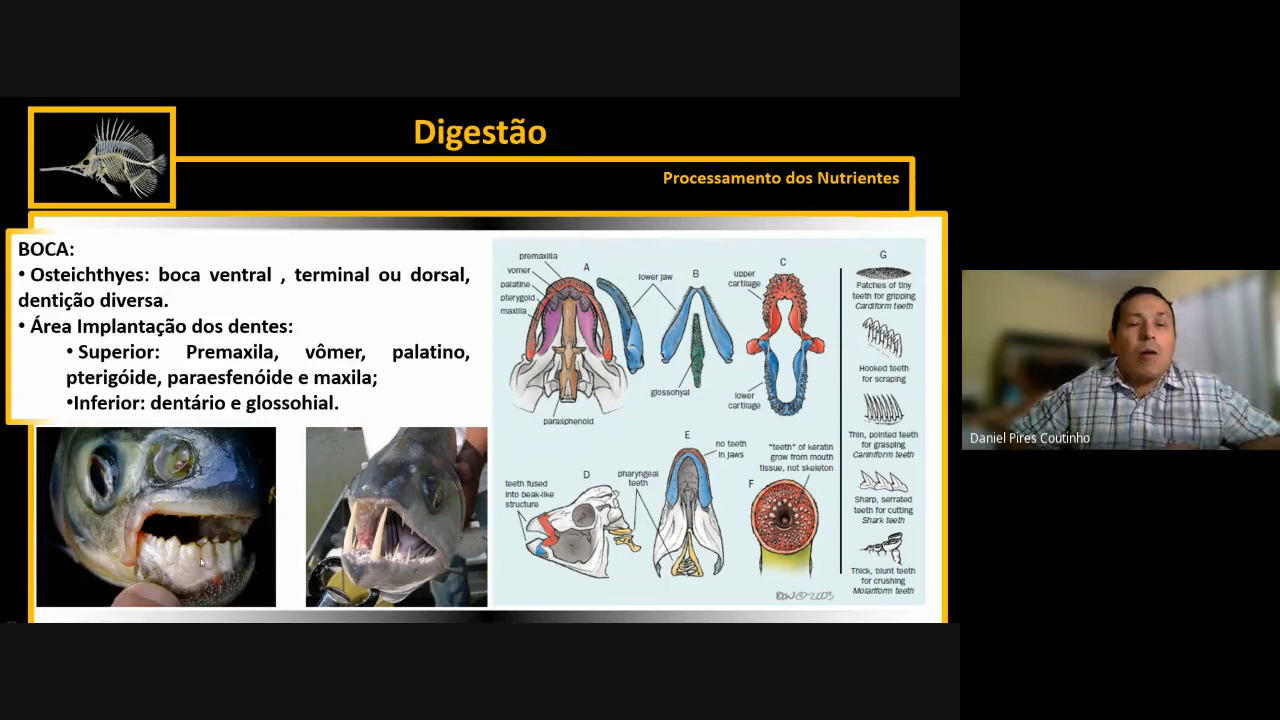 Digestão
Processamento dos Nutrientes
BOCA:
• Osteichthyes: boca ventral , terminal ou dorsal,
dentição diversa.
• Área Implantação dos dentes:
• Superior: Premaxila, vômer, palatino,
pterigóide, paraesfenóide e maxila;
•Inferior: dentário e glossohial.
premaxilla
vomer
palatine
pterygoid
maxilla
A
parasphenoid
lower jaw
B
glossohyal
C
upper
cartilage
lower
cartilage
D
teeth fused
into beak-like
structure
pharyngeal
teeth
E
no teeth
in jaws
"teeth" of keratin
grow from mouth
tissue, not skeleton
F
G
Patches of tiny
teeth for gripping
Cardiform teeth
Hooked teeth
for scraping
Thin, pointed teeth
for grasping
Caniniform teeth
Sharp, serrated
teeth for cutting
Shark teeth
Thick, blunt teeth
for crushing
Molariform teeth
Daniel Pires Coutinho